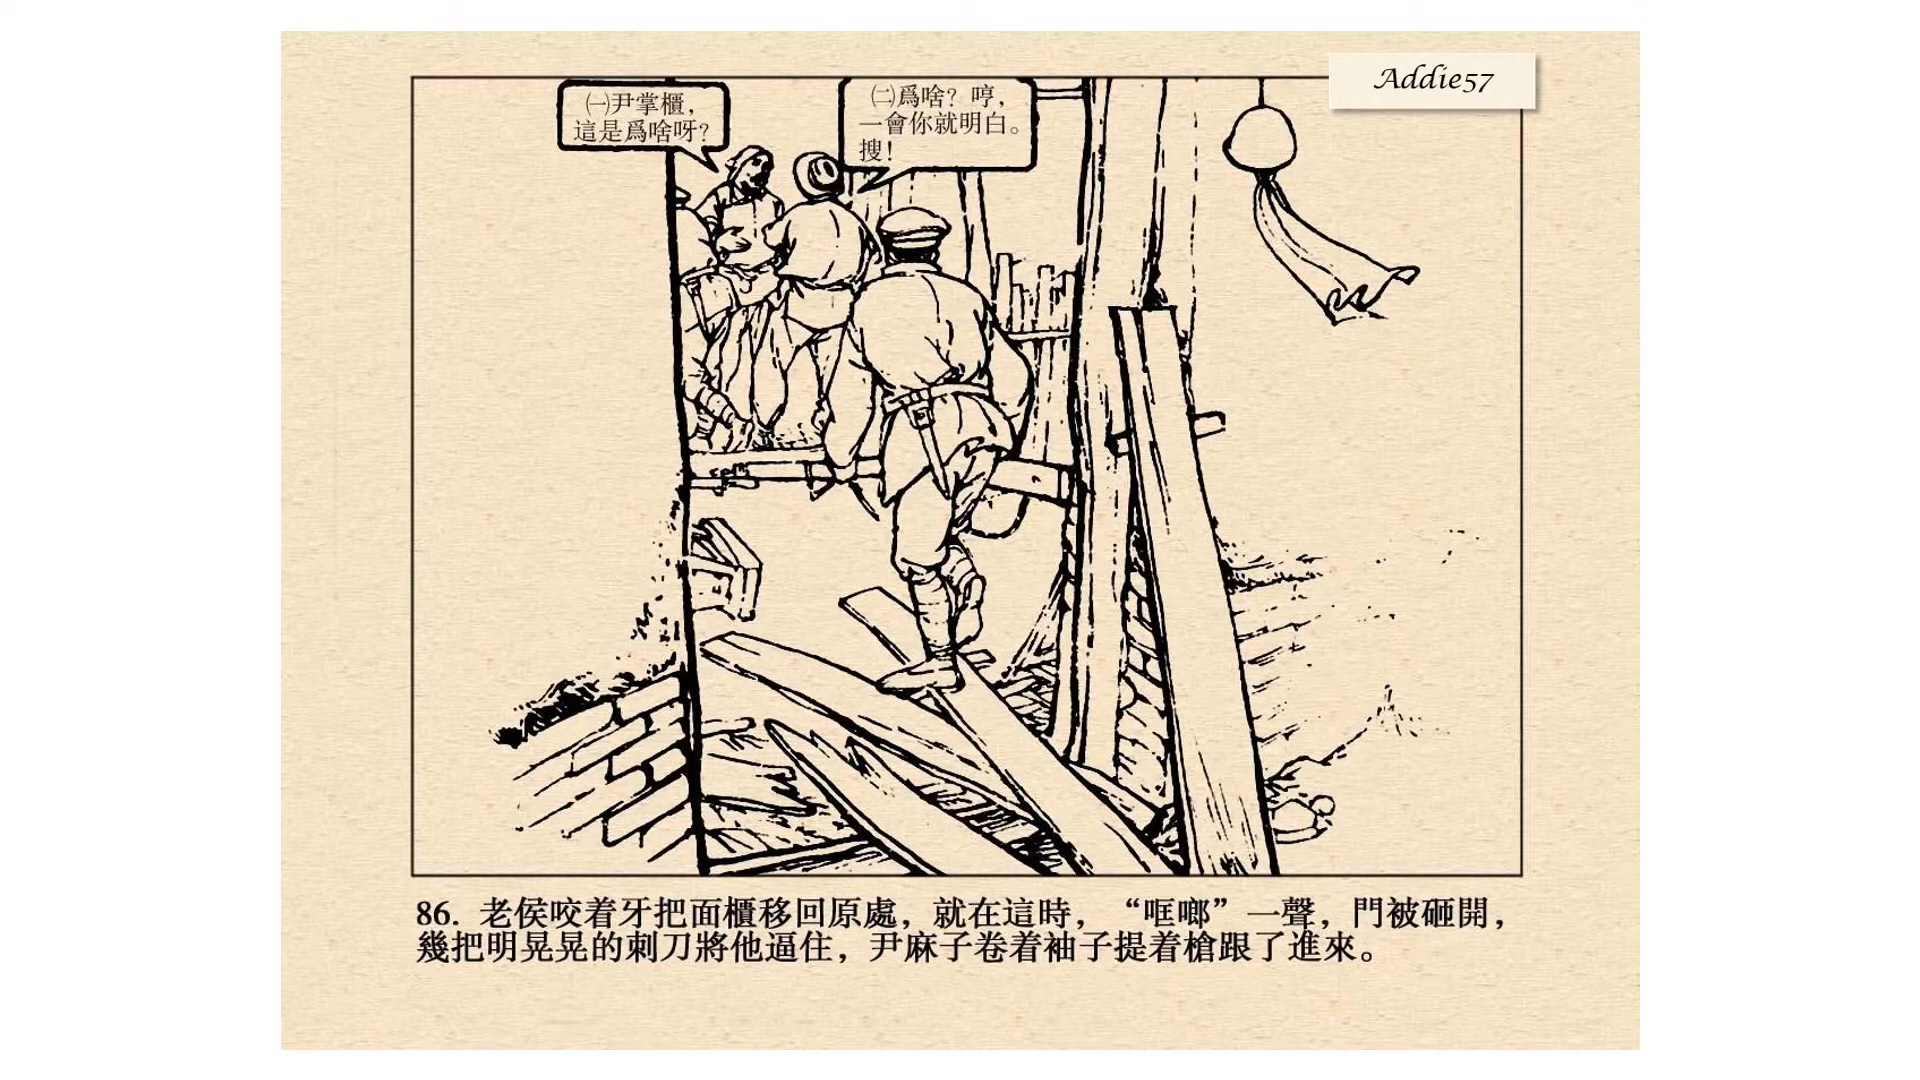 Addie57
㈠尹掌櫃,
這是爲啥呀?
㈡爲啥? 哼,
一會你就明白。
搜!
86. 老侯咬着牙把面櫃移回原處, 就在這時, “哐啷” 一聲, 門被砸開,
幾把明晃晃的刺刀將他逼住, 尹麻子卷着袖子提着槍跟了進來。